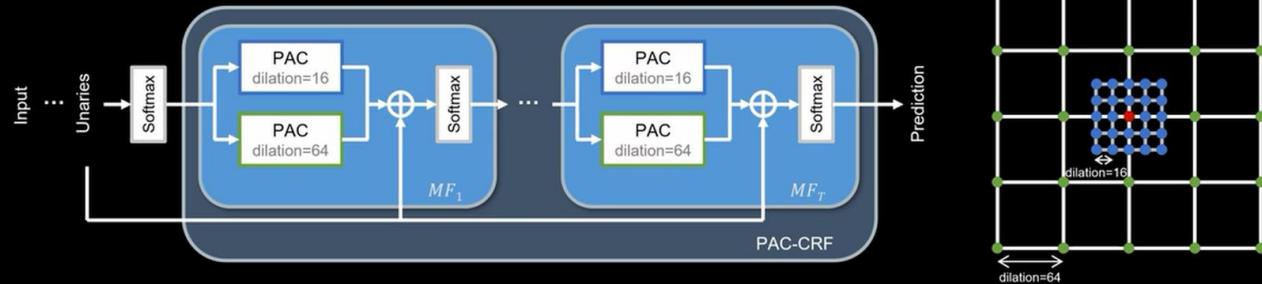 Input
...
Unaries
Softmax
PAC
dilation=16
PAC
dilation=64
Softmax
MF₁
...
PAC
dilation=16
PAC
dilation=64
Softmax
MF_T
Prediction
PAC-CRF
dilation=16
dilation=64